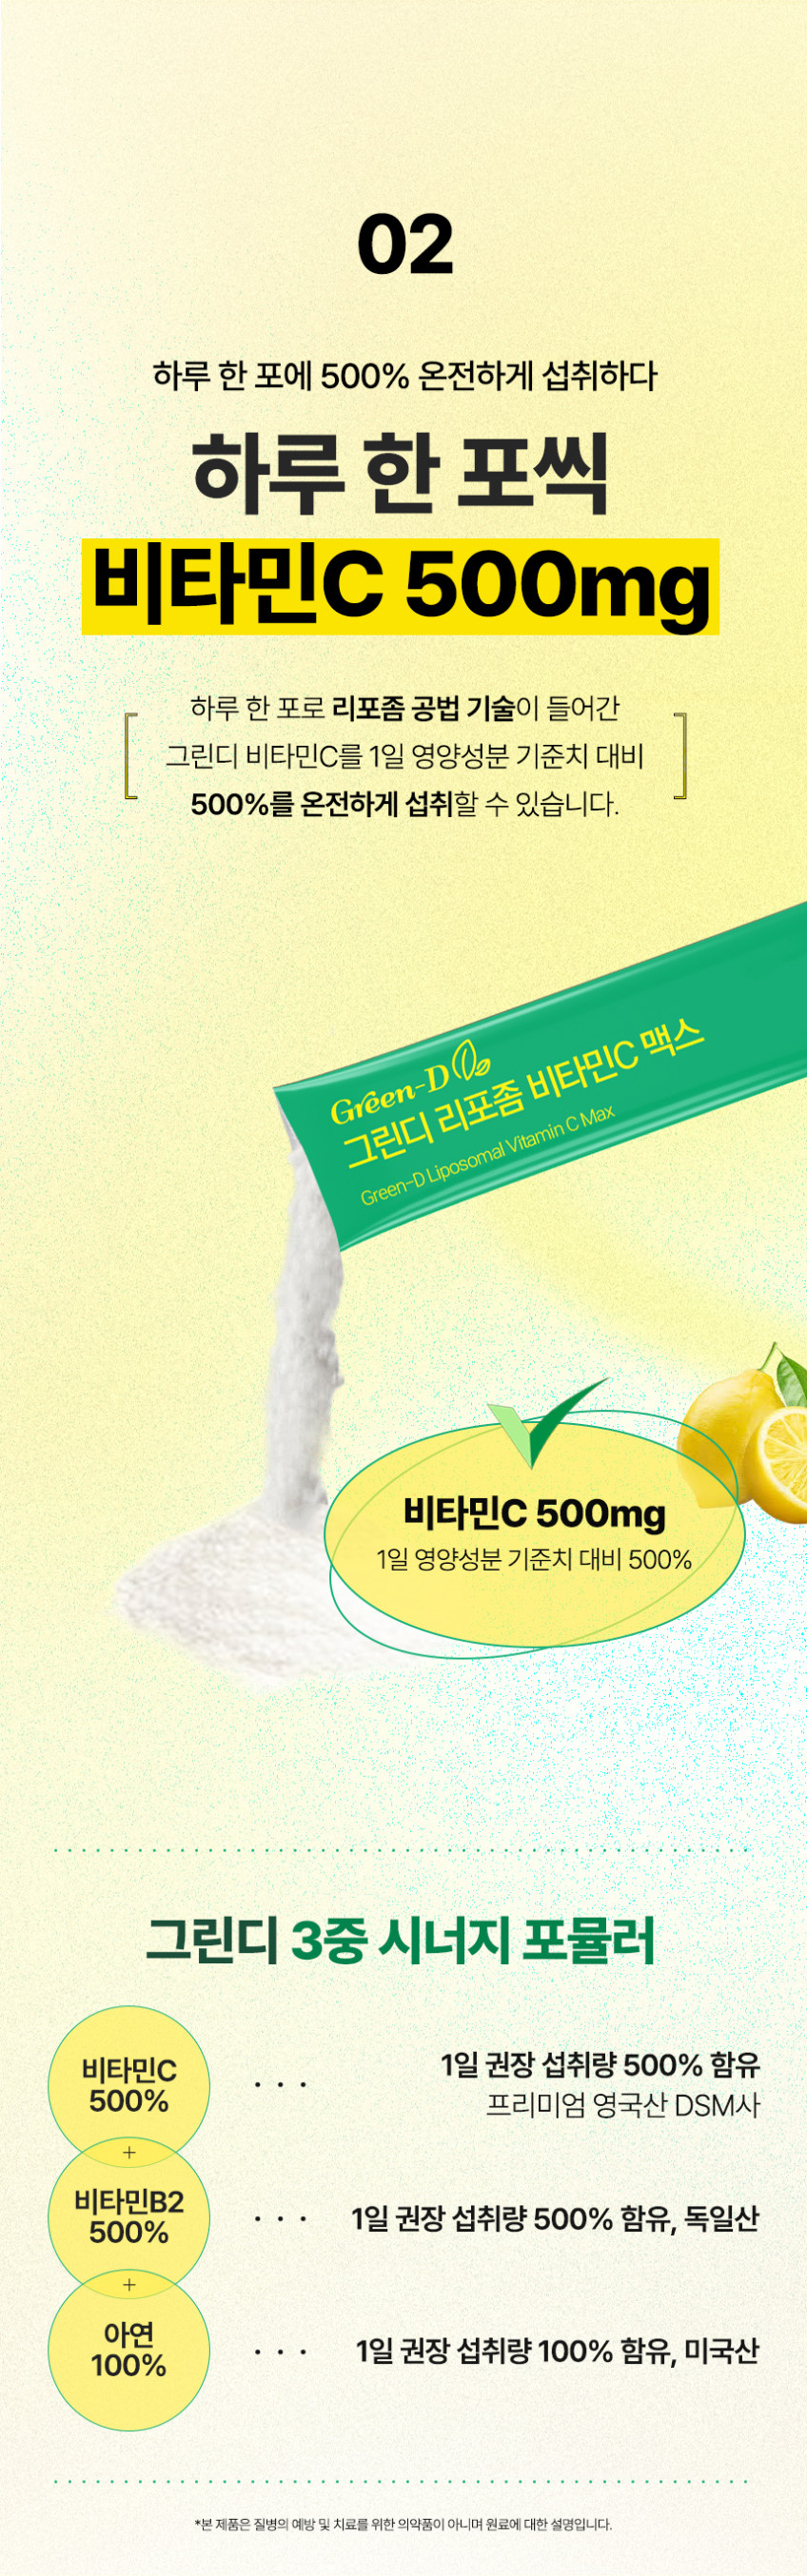 02
하루 한 포에 500% 온전하게 섭취하다
하루 한 포씩
비타민C 500mg
하루 한 포로 리포좀 공법 기술이 들어간
그린디 비타민C를 1일 영양성분 기준치 대비
500%를 온전하게 섭취할 수 있습니다.
Green-D
그린디 리포좀 비타민C 맥스
Green-D Liposomal Vitamin C Max
비타민C 500mg
1일 영양성분 기준치 대비 500%
그린디 3중 시너지 포뮬러
비타민C
500%
· · ·
1일 권장 섭취량 500% 함유
프리미엄 영국산 DSM사
+
비타민B2
500%
· · ·
1일 권장 섭취량 500% 함유, 독일산
+
아연
100%
· · ·
1일 권장 섭취량 100% 함유, 미국산
*본 제품은 질병의 예방 및 치료를 위한 의약품이 아니며 원료에 대한 설명입니다.